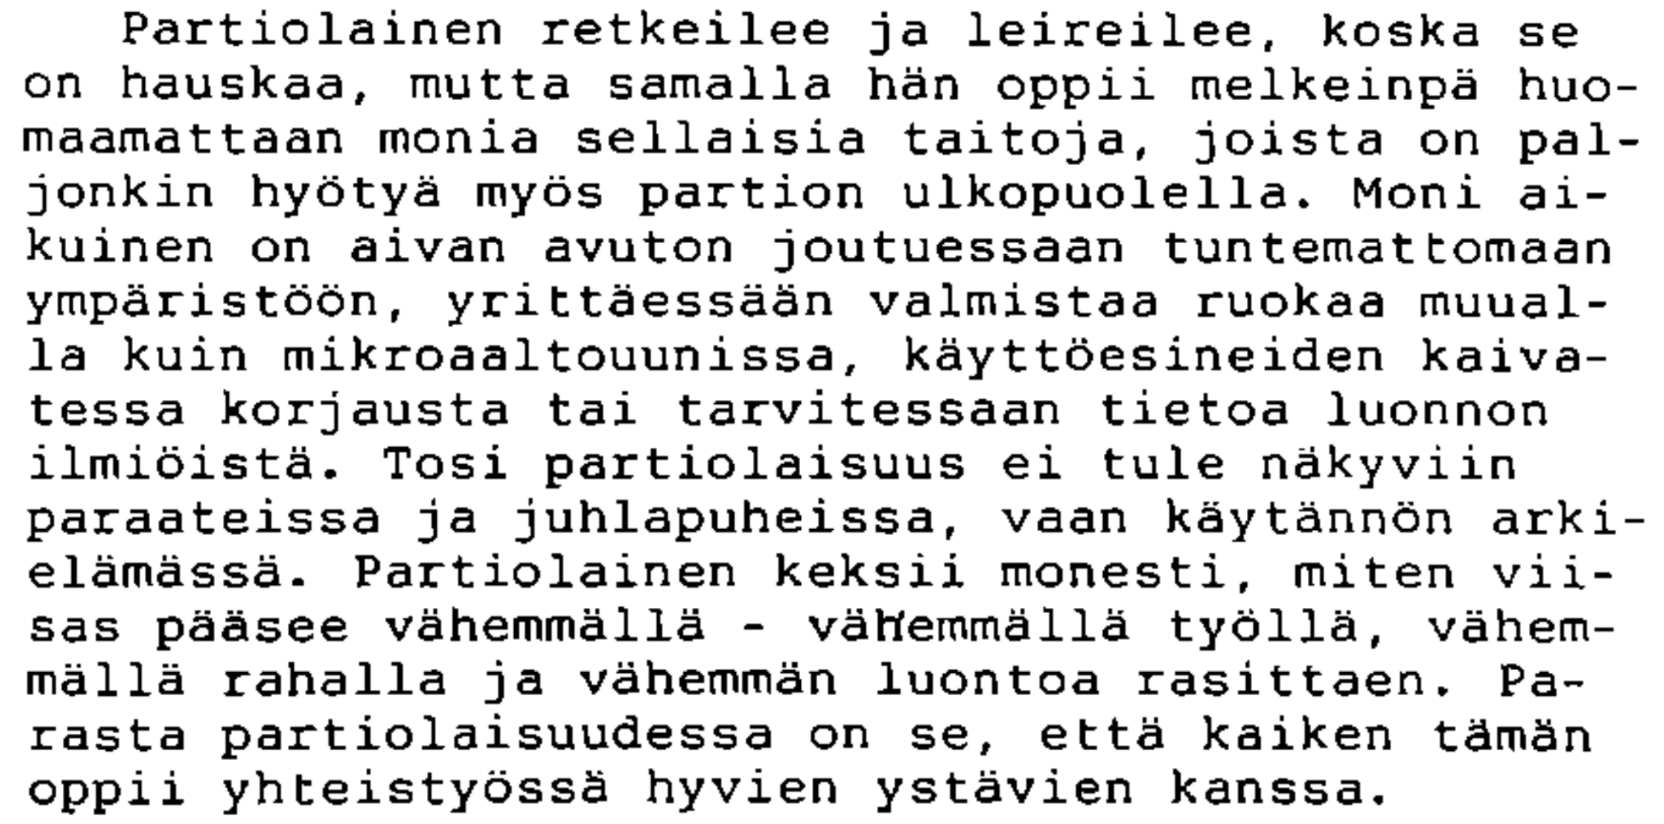 Partiolainen retkeilee ja leireilee, koska se
on hauskaa, mutta samalla hän oppii melkeinpä huo-
maamattaan monia sellaisia taitoja, joista on pal-
jonkin hyötyä myös partion ulkopuolella. Moni ai-
kuinen on aivan avuton joutuessaan tuntemattomaan
ympäristöön, yrittäessään valmistaa ruokaa muual-
la kuin mikroaaltouunissa, käyttöesineiden kaiva-
tessa korjausta tai tarvitessaan tietoa luonnon
ilmiöistä. Tosi partiolaisuus ei tule näkyviin
paraateissa ja juhlapuheissa, vaan käytännön arki-
elämässä. Partiolainen keksii monesti, miten vii-
sas pääsee vähemmällä - vähemmällä työllä, vähem-
mällä rahalla ja vähemmän luontoa rasittaen. Pa-
rasta partiolaisuudessa on se, että kaiken tämän
oppii yhteistyössä hyvien ystävien kanssa.